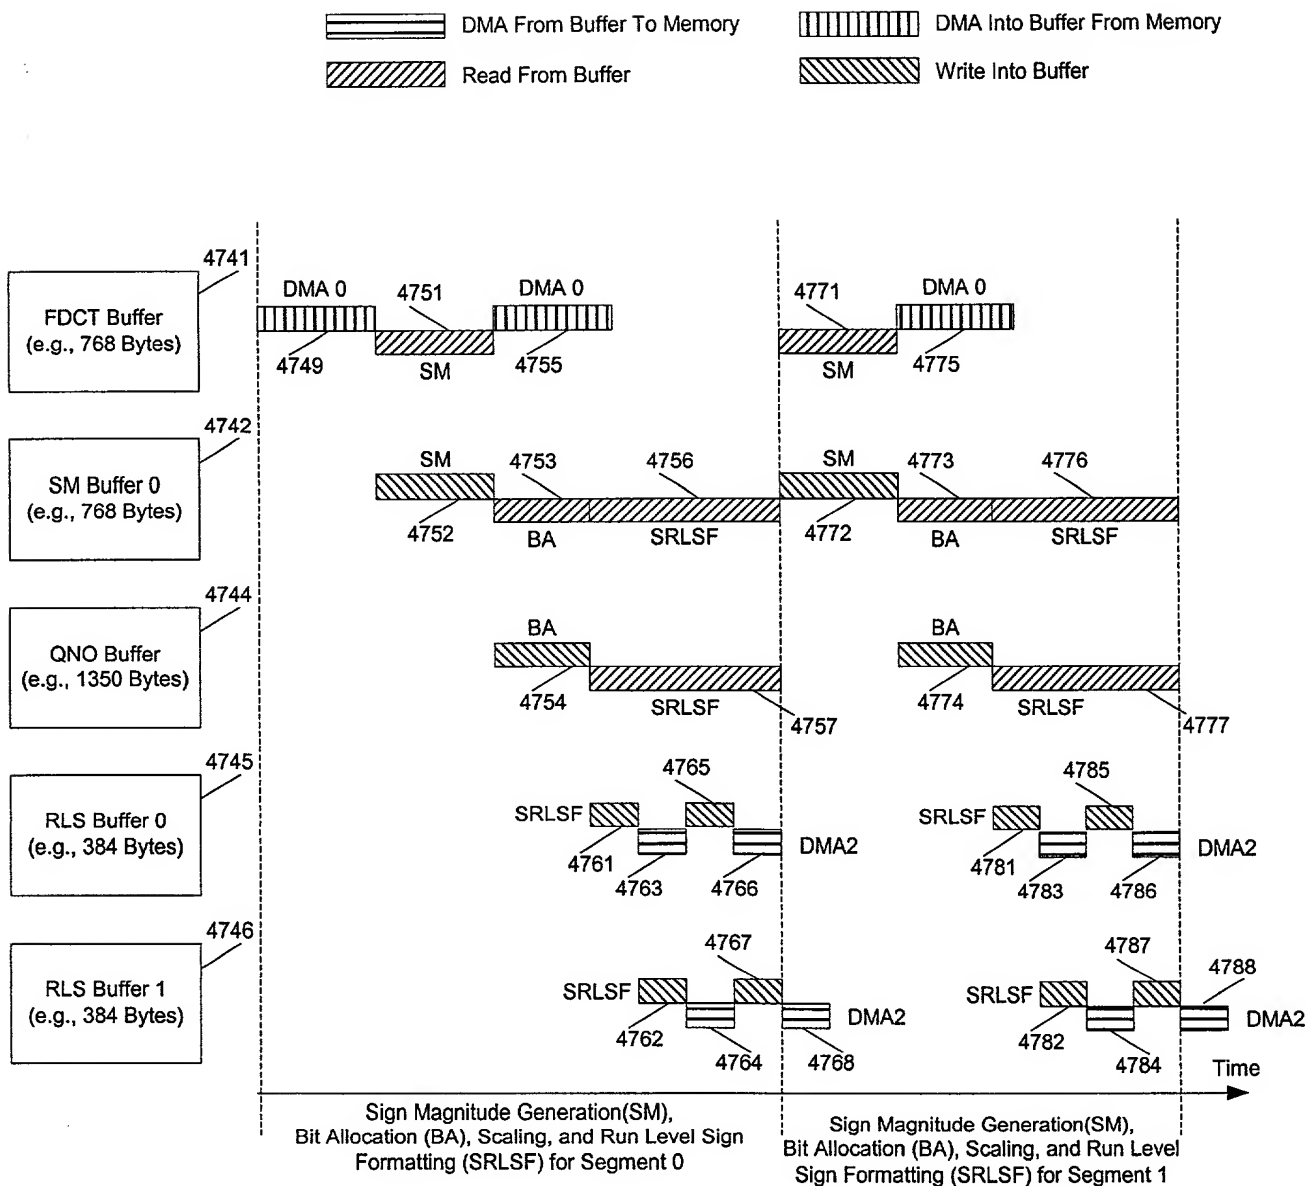 DMA From Buffer To Memory
DMA Into Buffer From Memory
Read From Buffer
Write Into Buffer
4741
FDCT Buffer
(e.g., 768 Bytes)
DMA 0
4751
DMA 0
4771
DMA 0
4749
SM
4755
SM
4775
4742
SM Buffer 0
(e.g., 768 Bytes)
SM
4753
4756
SM
4773
4776
4752
BA
SRLSF
4772
BA
SRLSF
4744
QNO Buffer
(e.g., 1350 Bytes)
BA
BA
4754
SRLSF
4757
4774
SRLSF
4777
4745
RLS Buffer 0
(e.g., 384 Bytes)
4765
4785
SRLSF
DMA2
SRLSF
DMA2
4761
4763
4766
4781
4783
4786
4746
RLS Buffer 1
(e.g., 384 Bytes)
4767
4787
4788
SRLSF
DMA2
SRLSF
DMA2
4762
4764
4768
4782
4784
Time
Sign Magnitude Generation(SM),
Bit Allocation (BA), Scaling, and Run Level Sign
Formatting (SRLSF) for Segment 0
Sign Magnitude Generation(SM),
Bit Allocation (BA), Scaling, and Run Level
Sign Formatting (SRLSF) for Segment 1